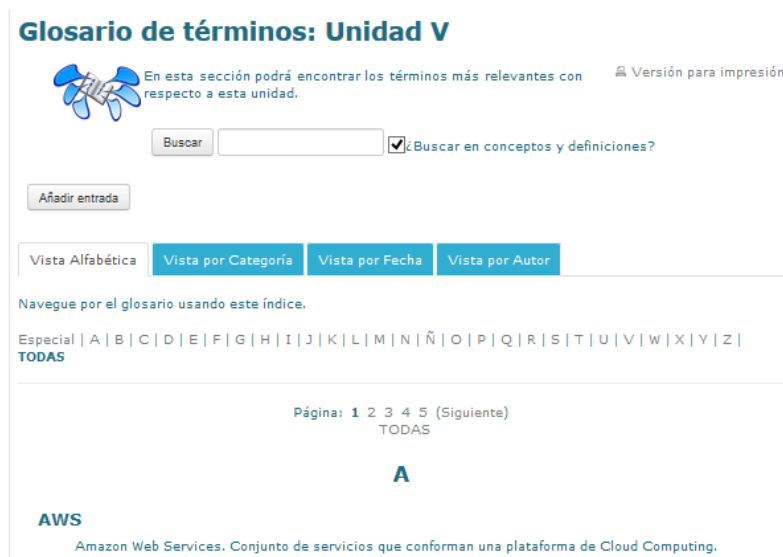 Glosario de términos: Unidad V
En esta sección podrá encontrar los términos más relevantes con
respecto a esta unidad.
Versión para impresión
Buscar
¿Buscar en conceptos y definiciones?
Añadir entrada
Vista Alfabética Vista por Categoría Vista por Fecha Vista por Autor
Navegue por el glosario usando este índice.
Especial | A | B | C | D | E | F | G | H | I | J | K | L | M | N | Ñ | O | P | Q | R | S | T | U | V | W | X | Y | Z |
TODAS
Página: 1 2 3 4 5 (Siguiente)
TODAS
A
AWS
Amazon Web Services. Conjunto de servicios que conforman una plataforma de Cloud Computing.